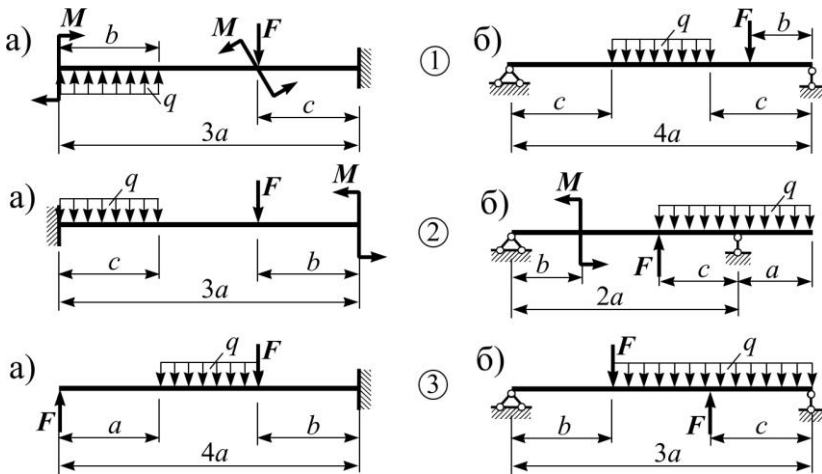 а) M b F q c 3a
① б) F q b c c 4a
а) q F M c b 3a
② б) M q F b c a 2a
а) q F F a b 4a
③ б) F q F b c 3a